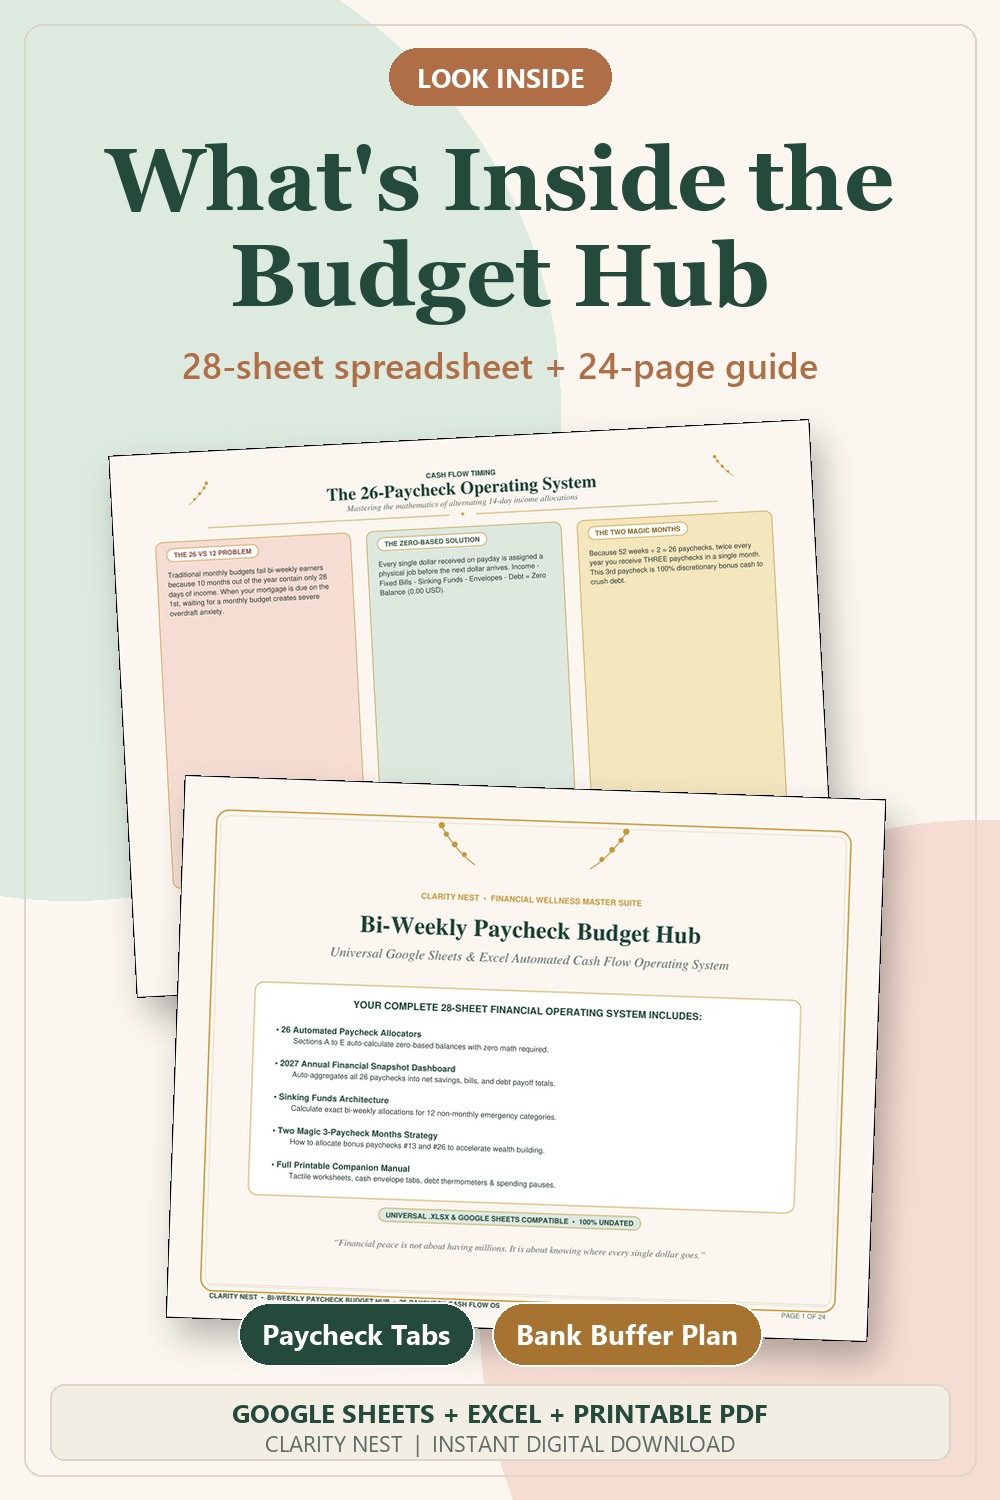 LOOK INSIDE
What's Inside the
Budget Hub
28-sheet spreadsheet + 24-page guide
CASH FLOW TIMING
The 26-Paycheck Operating System
Mastering the mathematics of alternating 14-day income allocations
THE 26 VS 12 PROBLEM
Traditional monthly budgets fail bi-weekly earners
because 10 months out of the year contain only 28
days of income. When your mortgage is due on the
1st, waiting for a monthly budget creates severe
overdraft anxiety.
THE ZERO-BASED SOLUTION
Every single dollar received on payday is assigned a
physical job before the next dollar arrives. Income -
Fixed Bills - Sinking Funds - Envelopes - Debt = Zero
Balance (0.00 USD).
THE TWO MAGIC MONTHS
Because 52 weeks ÷ 2 = 26 paychecks, twice every
year you receive THREE paychecks in a single month.
This 3rd paycheck is 100% discretionary bonus cash to
crush debt.
CLARITY NEST • FINANCIAL WELLNESS MASTER SUITE
Bi-Weekly Paycheck Budget Hub
Universal Google Sheets & Excel Automated Cash Flow Operating System
YOUR COMPLETE 28-SHEET FINANCIAL OPERATING SYSTEM INCLUDES:
• 26 Automated Paycheck Allocators
Sections A to E auto-calculate zero-based balances with zero math required.
• 2027 Annual Financial Snapshot Dashboard
Auto-aggregates all 26 paychecks into net savings, bills, and debt payoff totals.
• Sinking Funds Architecture
Calculate exact bi-weekly allocations for 12 non-monthly emergency categories.
• Two Magic 3-Paycheck Months Strategy
How to allocate bonus paychecks #13 and #26 to accelerate wealth building.
• Full Printable Companion Manual
Tactile worksheets, cash envelope tabs, debt thermometers & spending pauses.
UNIVERSAL .XLSX & GOOGLE SHEETS COMPATIBLE • 100% UNDATED
"Financial peace is not about having millions. It is about knowing where every single dollar goes."
CLARITY NEST • BI-WEEKLY PAYCHECK BUDGET HUB • 26 PAYCHECK CASH FLOW OS
PAGE 1 OF 24
Paycheck Tabs
Bank Buffer Plan
GOOGLE SHEETS + EXCEL + PRINTABLE PDF
CLARITY NEST | INSTANT DIGITAL DOWNLOAD